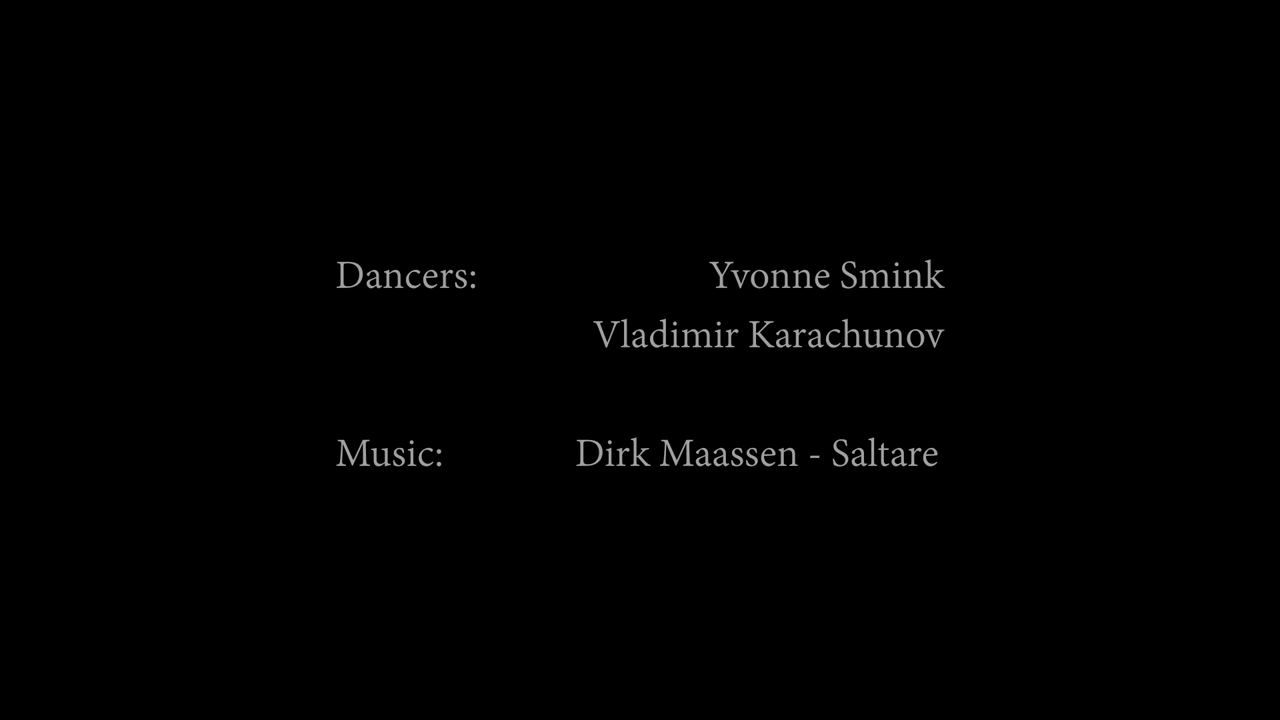 Dancers: Yvonne Smink
Vladimir Karachunov
Music: Dirk Maassen - Saltare